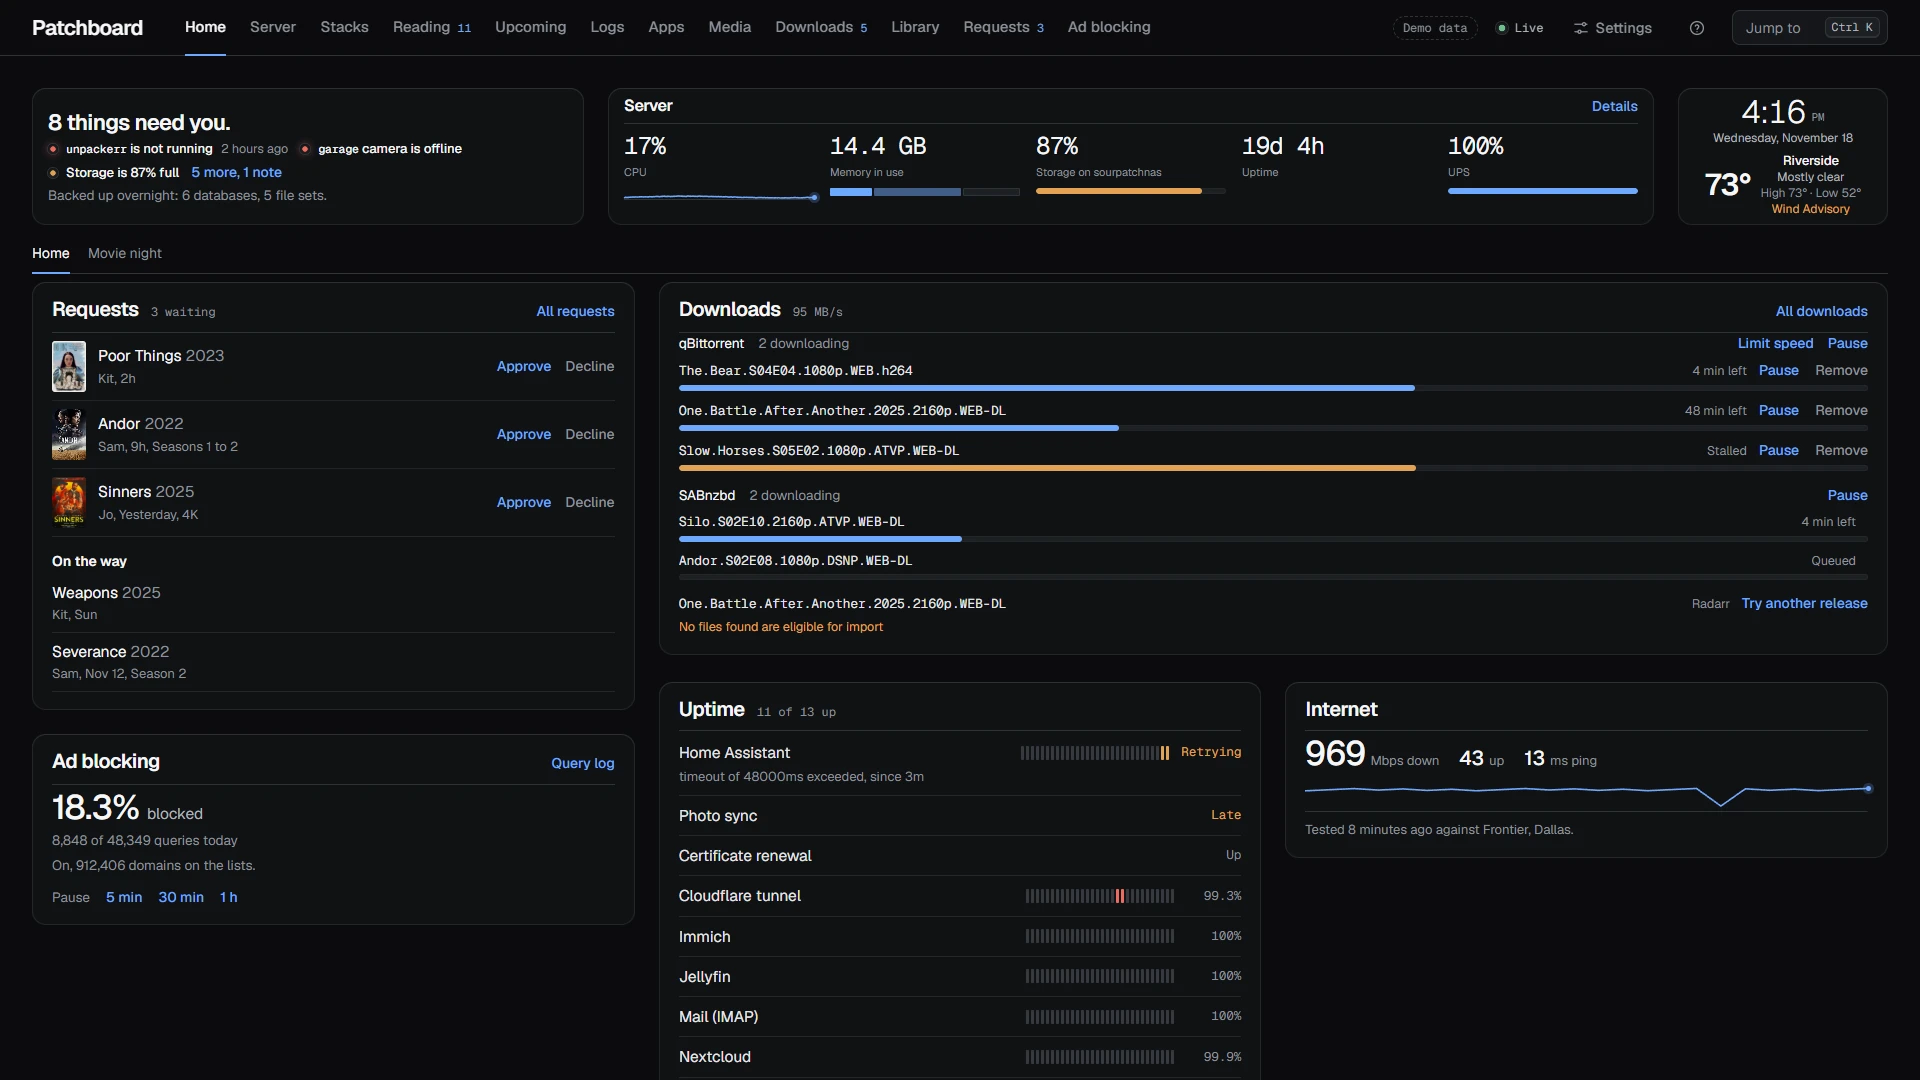 Patchboard Home Server Stacks Reading 11 Upcoming Logs Apps Media Downloads 5 Library Requests 3 Ad blocking Demo data Live Settings Jump to Ctrl K
8 things need you.
unpackerr is not running 2 hours ago garage camera is offline
Storage is 87% full 5 more, 1 note
Backed up overnight: 6 databases, 5 file sets.
Server Details
17% 14.4 GB 87% 19d 4h 100%
CPU Memory in use Storage on sourpatchnas Uptime UPS
4:16 PM
Wednesday, November 18
73°
Riverside
Mostly clear
High 73° · Low 52°
Wind Advisory
Home Movie night
Requests 3 waiting All requests
Poor Things 2023
Kit, 2h
Approve Decline
Andor 2022
Sam, 9h, Seasons 1 to 2
Approve Decline
SINNERS
Sinners 2025
Jo, Yesterday, 4K
Approve Decline
On the way
Weapons 2025
Kit, Sun
Severance 2022
Sam, Nov 12, Season 2
Ad blocking Query log
18.3% blocked
8,848 of 48,349 queries today
On, 912,406 domains on the lists.
Pause 5 min 30 min 1 h
Downloads 95 MB/s All downloads
qBittorrent 2 downloading Limit speed Pause
The.Bear.S04E04.1080p.WEB.h264 4 min left Pause Remove
One.Battle.After.Another.2025.2160p.WEB-DL 48 min left Pause Remove
Slow.Horses.S05E02.1080p.ATVP.WEB-DL Stalled Pause Remove
SABnzbd 2 downloading Pause
Silo.S02E10.2160p.ATVP.WEB-DL 4 min left
Andor.S02E08.1080p.DSNP.WEB-DL Queued
One.Battle.After.Another.2025.2160p.WEB-DL Radarr Try another release
No files found are eligible for import
Uptime 11 of 13 up
Home Assistant Retrying
timeout of 48000ms exceeded, since 3m
Photo sync Late
Certificate renewal Up
Cloudflare tunnel 99.3%
Immich 100%
Jellyfin 100%
Mail (IMAP) 100%
Nextcloud 99.9%
Internet
969 Mbps down 43 up 13 ms ping
Tested 8 minutes ago against Frontier, Dallas.